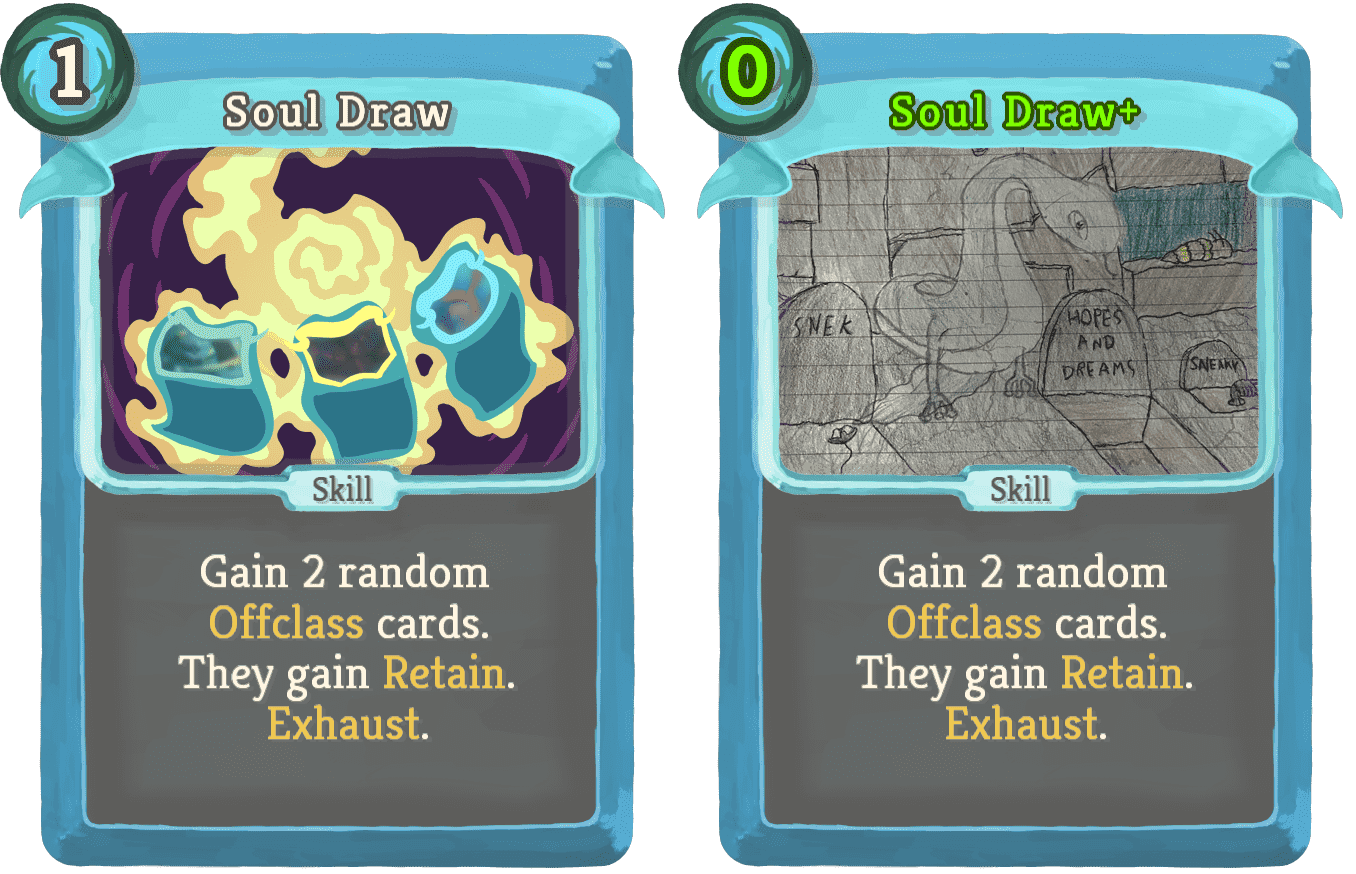 1
Soul Draw
Skill
Gain 2 random
Offclass cards.
They gain Retain.
Exhaust.
0
Soul Draw+
SNEK
HOPES
AND
DREAMS
SNEAKY
Skill
Gain 2 random
Offclass cards.
They gain Retain.
Exhaust.